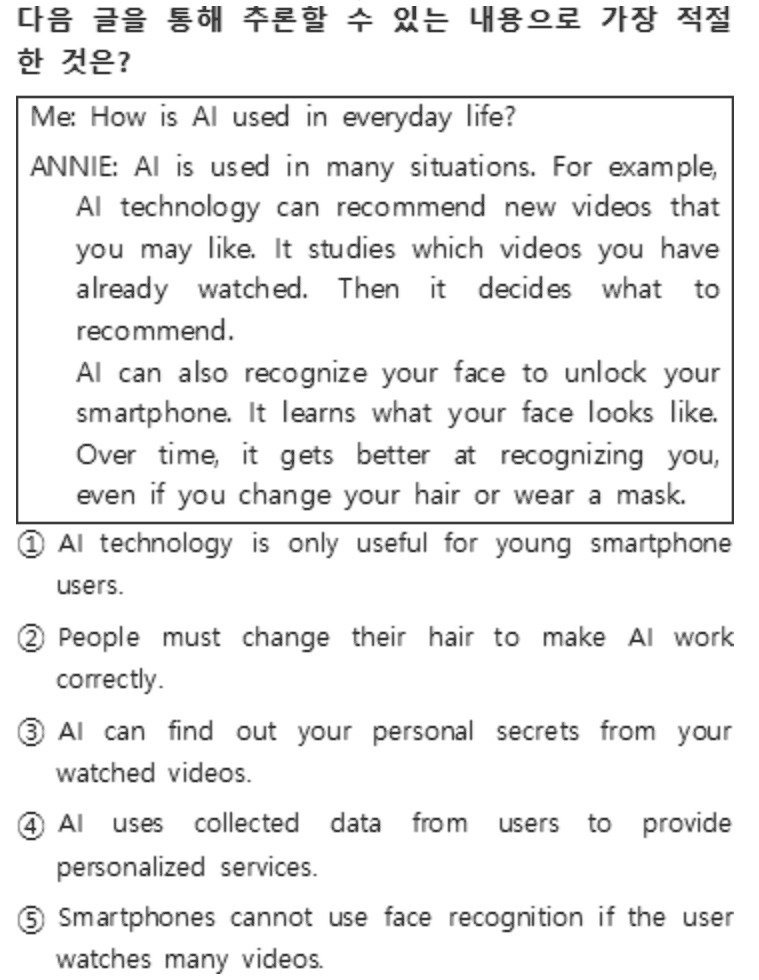 다음 글을 통해 추론할 수 있는 내용으로 가장 적절
한 것은?
Me: How is AI used in everyday life?
ANNIE: AI is used in many situations. For example,
AI technology can recommend new videos that
you may like. It studies which videos you have
already watched. Then it decides what to
recommend.
AI can also recognize your face to unlock your
smartphone. It learns what your face looks like.
Over time, it gets better at recognizing you,
even if you change your hair or wear a mask.
① AI technology is only useful for young smartphone
users.
② People must change their hair to make AI work
correctly.
③ AI can find out your personal secrets from your
watched videos.
④ AI uses collected data from users to provide
personalized services.
⑤ Smartphones cannot use face recognition if the user
watches many videos.